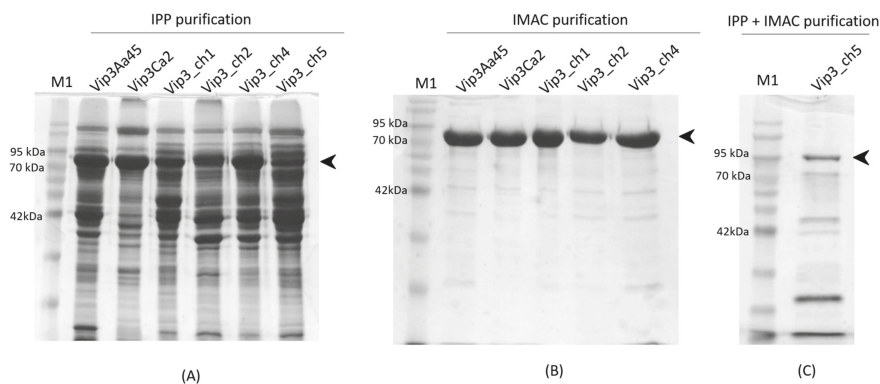 IPP purification
M1 Vip3Aa45 Vip3Ca2 Vip3_ch1 Vip3_ch2 Vip3_ch4 Vip3_ch5
95 kDa
70 kDa
42kDa
(A)
IMAC purification
M1 Vip3Aa45 Vip3Ca2 Vip3_ch1 Vip3_ch2 Vip3_ch4
95 kDa
70 kDa
42kDa
(B)
IPP + IMAC purification
M1 Vip3_ch5
95 kDa
70 kDa
42kDa
(C)